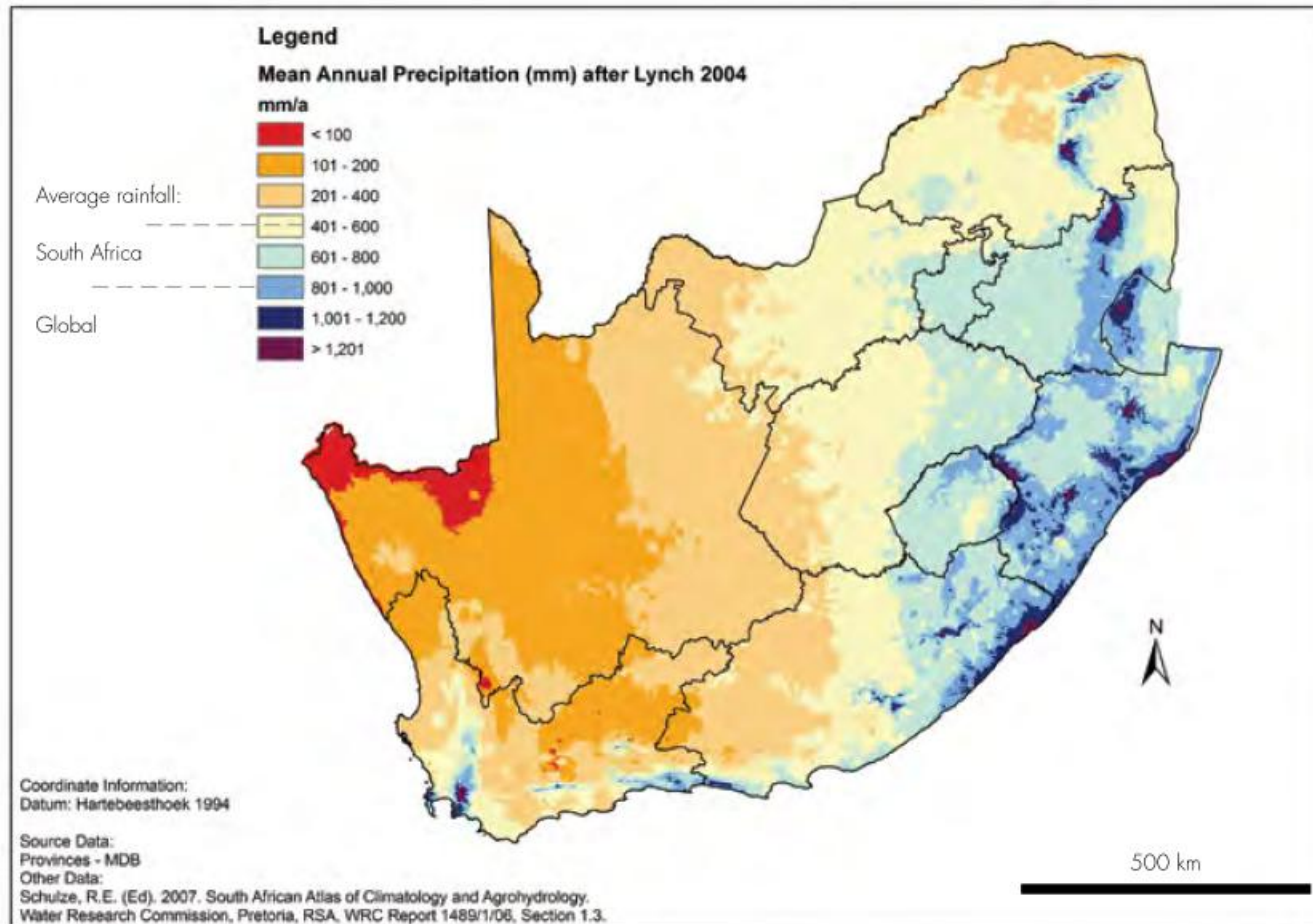 Legend
Mean Annual Precipitation (mm) after Lynch 2004
mm/a
< 100
101 - 200
201 - 400
401 - 600
601 - 800
801 - 1,000
1,001 - 1,200
> 1,201
Average rainfall:
South Africa
Global
N
500 km
Coordinate Information:
Datum: Hartebeesthoek 1994
Source Data:
Provinces - MDB
Other Data:
Schulze, R.E. (Ed). 2007. South African Atlas of Climatology and Agrohydrology.
Water Research Commission, Pretoria, RSA, WRC Report 1489/1/06, Section 1.3.